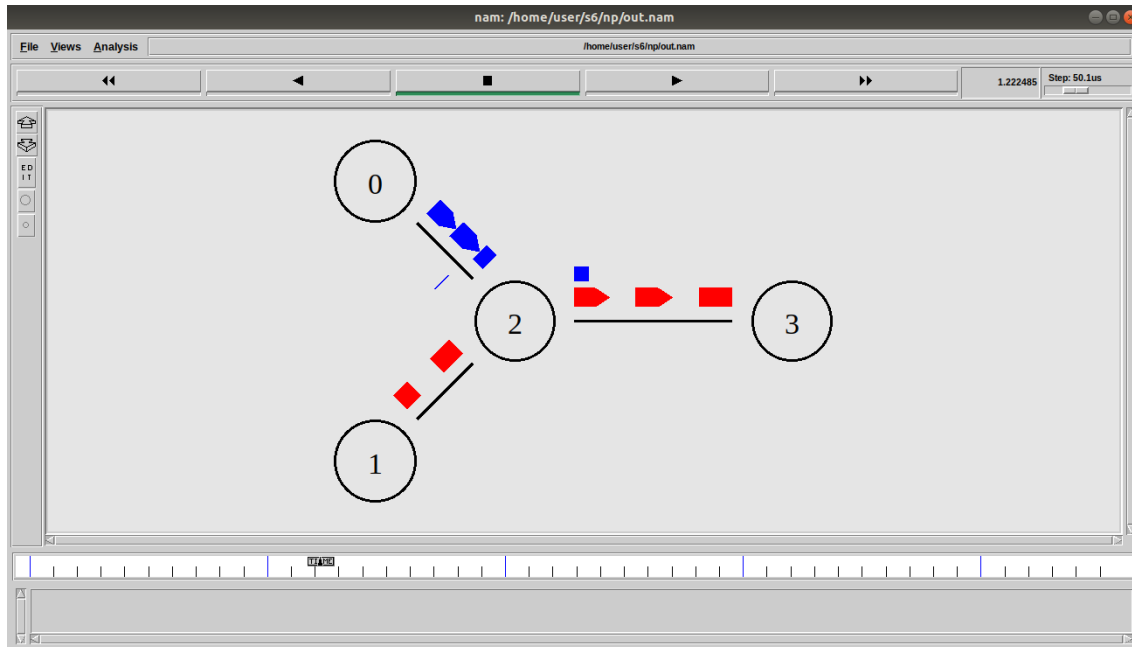 nam: /home/user/s6/np/out.nam
File Views Analysis /home/user/s6/np/out.nam
1.222485 Step: 50.1us
E D
I T
0
2
3
1
TIME